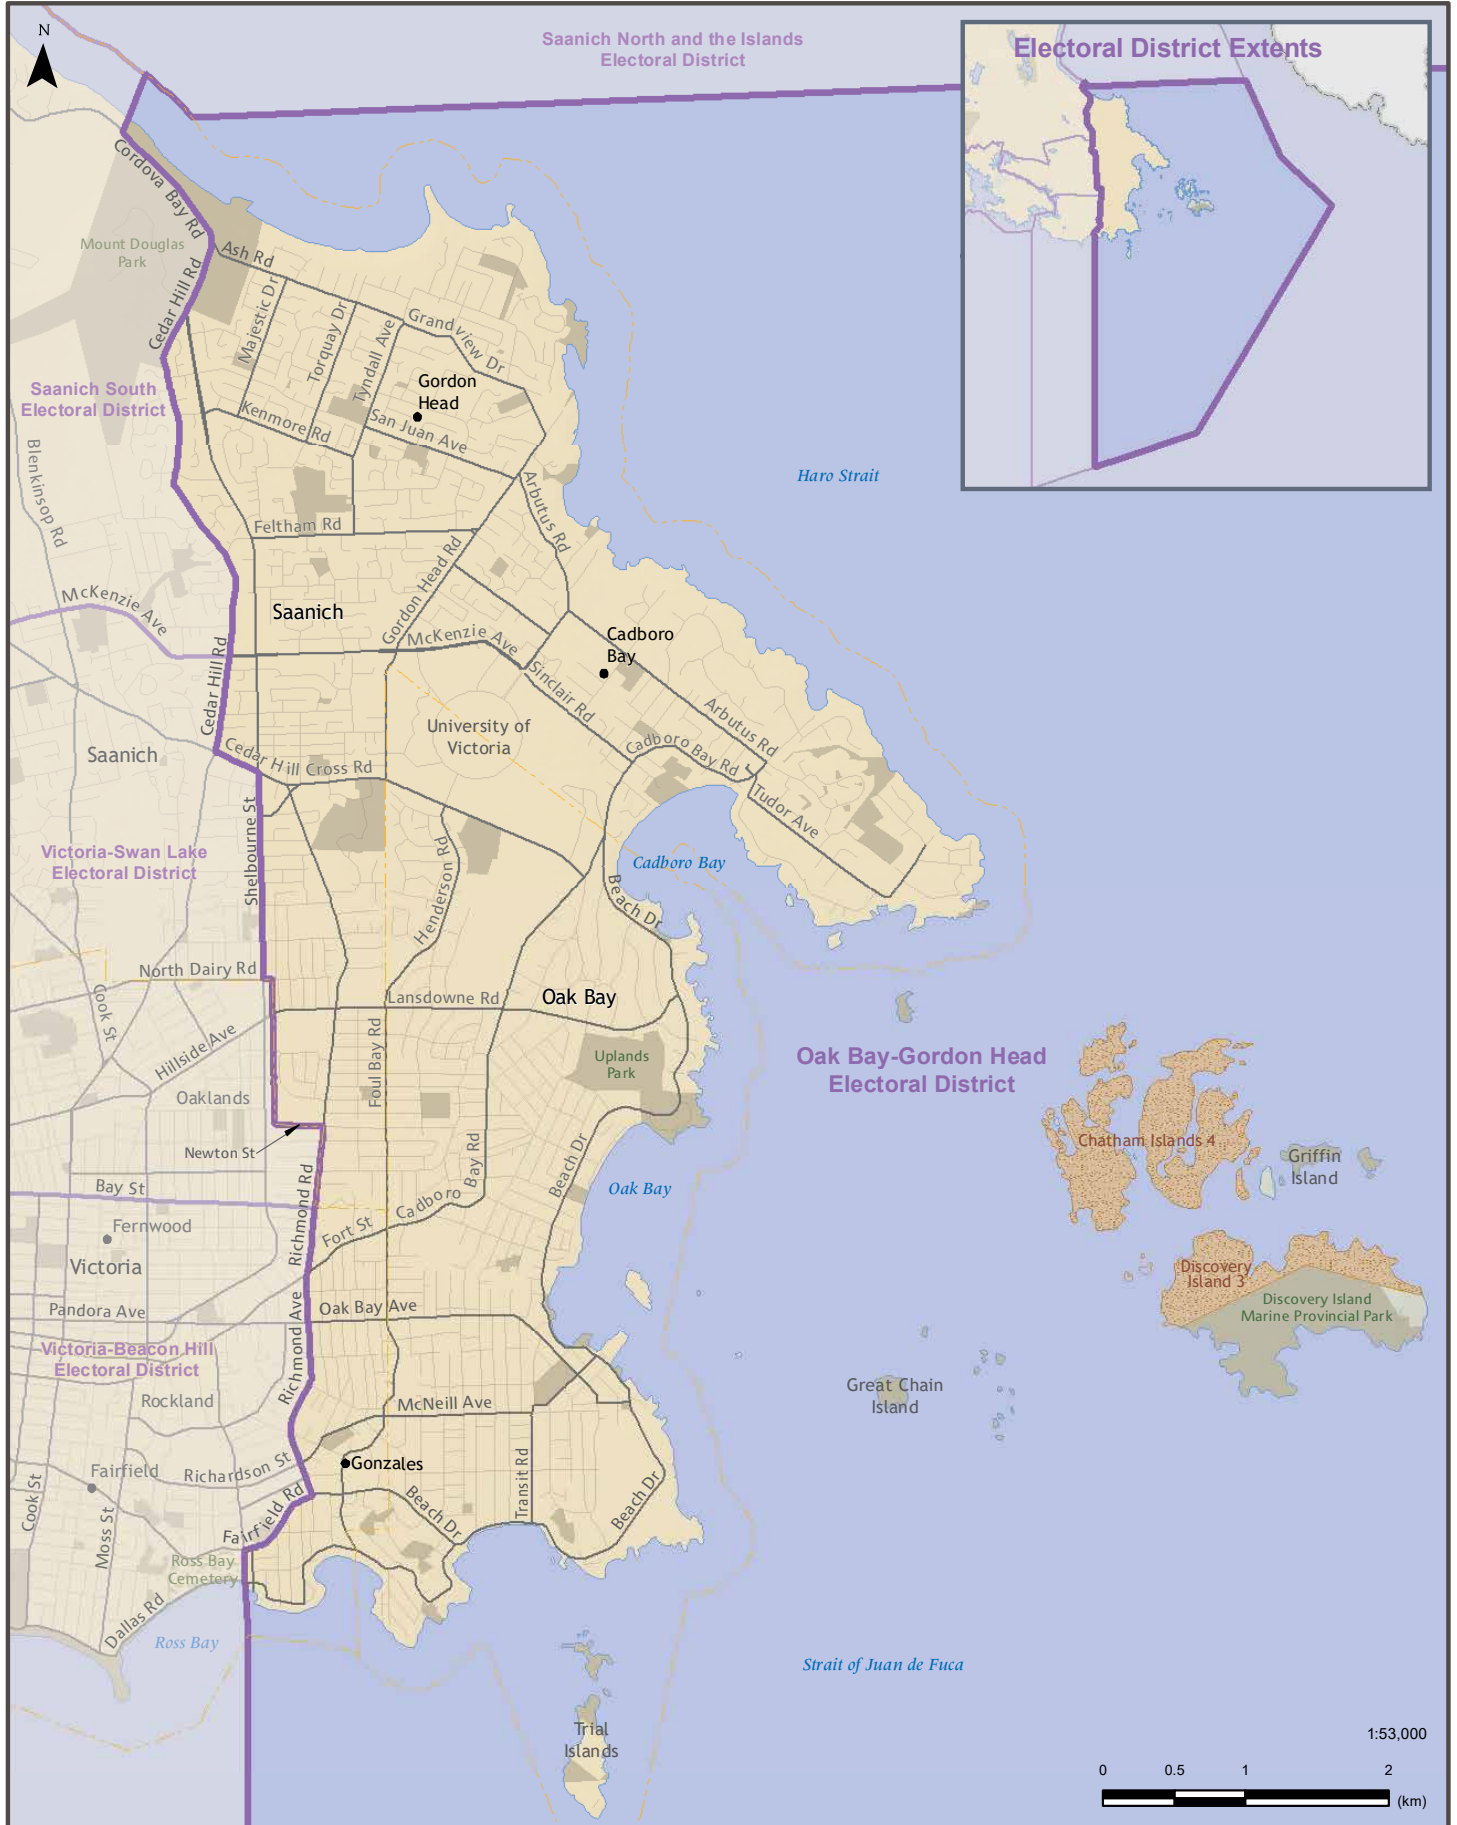 N
Saanich North and the Islands
Electoral District
Electoral District Extents
Cordova Bay Rd
Mount Douglas
Park
Ash Rd
Cedar Hill Rd
Majestic Dr
Torquay Dr
Tyndall Ave
Grandview Dr
Gordon
Head
Saanich South
Electoral District
Kenmore Rd
San Juan Ave
Blenkinsop Rd
Haro Strait
Arbutus Rd
Feltham Rd
Gordon Head Rd
McKenzie Ave
Saanich
McKenzie Ave
Cadboro
Bay
Cedar Hill Rd
Sinclair Rd
Arbutus Rd
University of
Victoria
Saanich
Cedar Hill Cross Rd
Cadboro Bay Rd
Tudor Ave
Shelbourne St
Victoria-Swan Lake
Electoral District
Henderson Rd
Cadboro Bay
Beach Dr
North Dairy Rd
Cook St
Lansdowne Rd
Oak Bay
Hillside Ave
Foul Bay Rd
Uplands
Park
Oak Bay-Gordon Head
Electoral District
Oaklands
Newton St
Chatham Islands 4
Griffin
Island
Bay St
Richmond Rd
Cadboro Bay Rd
Beach Dr
Oak Bay
Fernwood
Fort St
Victoria
Discovery
Island 3
Discovery Island
Marine Provincial Park
Pandora Ave
Oak Bay Ave
Richmond Ave
Victoria-Beacon Hill
Electoral District
Rockland
McNeill Ave
Great Chain
Island
Fairfield
Richardson St
Gonzales
Cook St
Moss St
Fairfield Rd
Beach Dr
Transit Rd
Beach Dr
Ross Bay
Cemetery
Dallas Rd
Ross Bay
Strait of Juan de Fuca
Trial
Islands
1:53,000
0 0.5 1 2
(km)